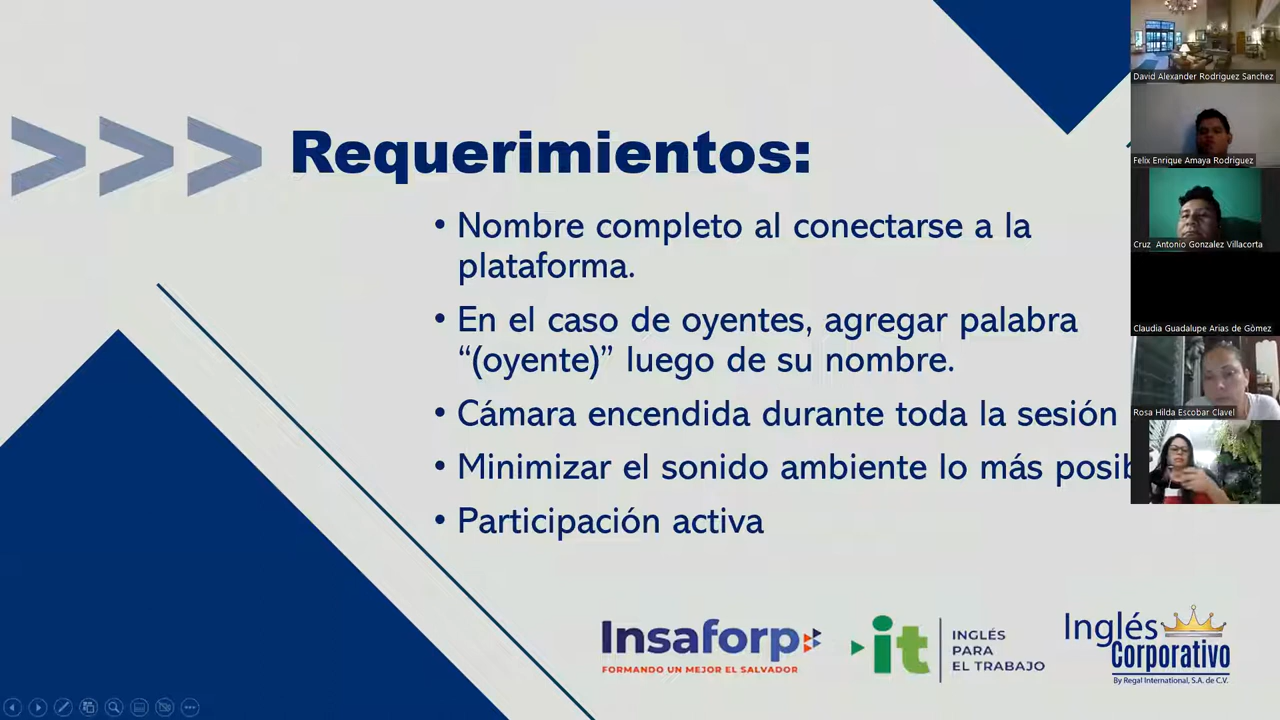 Requerimientos:
• Nombre completo al conectarse a la
plataforma.
• En el caso de oyentes, agregar palabra
“(oyente)” luego de su nombre.
• Cámara encendida durante toda la sesión
• Minimizar el sonido ambiente lo más posib
• Participación activa
Insaforp
FORMANDO UN MEJOR EL SALVADOR
it
INGLÉS
PARA
EL TRABAJO
Inglés
Corporativo
By Regal International, S.A. de C.V.
David Alexander Rodriguez Sanchez
Felix Enrique Amaya Rodriguez
Cruz Antonio Gonzalez Villacorta
Claudia Guadalupe Arias de Gómez
Rosa Hilda Escobar Clavel